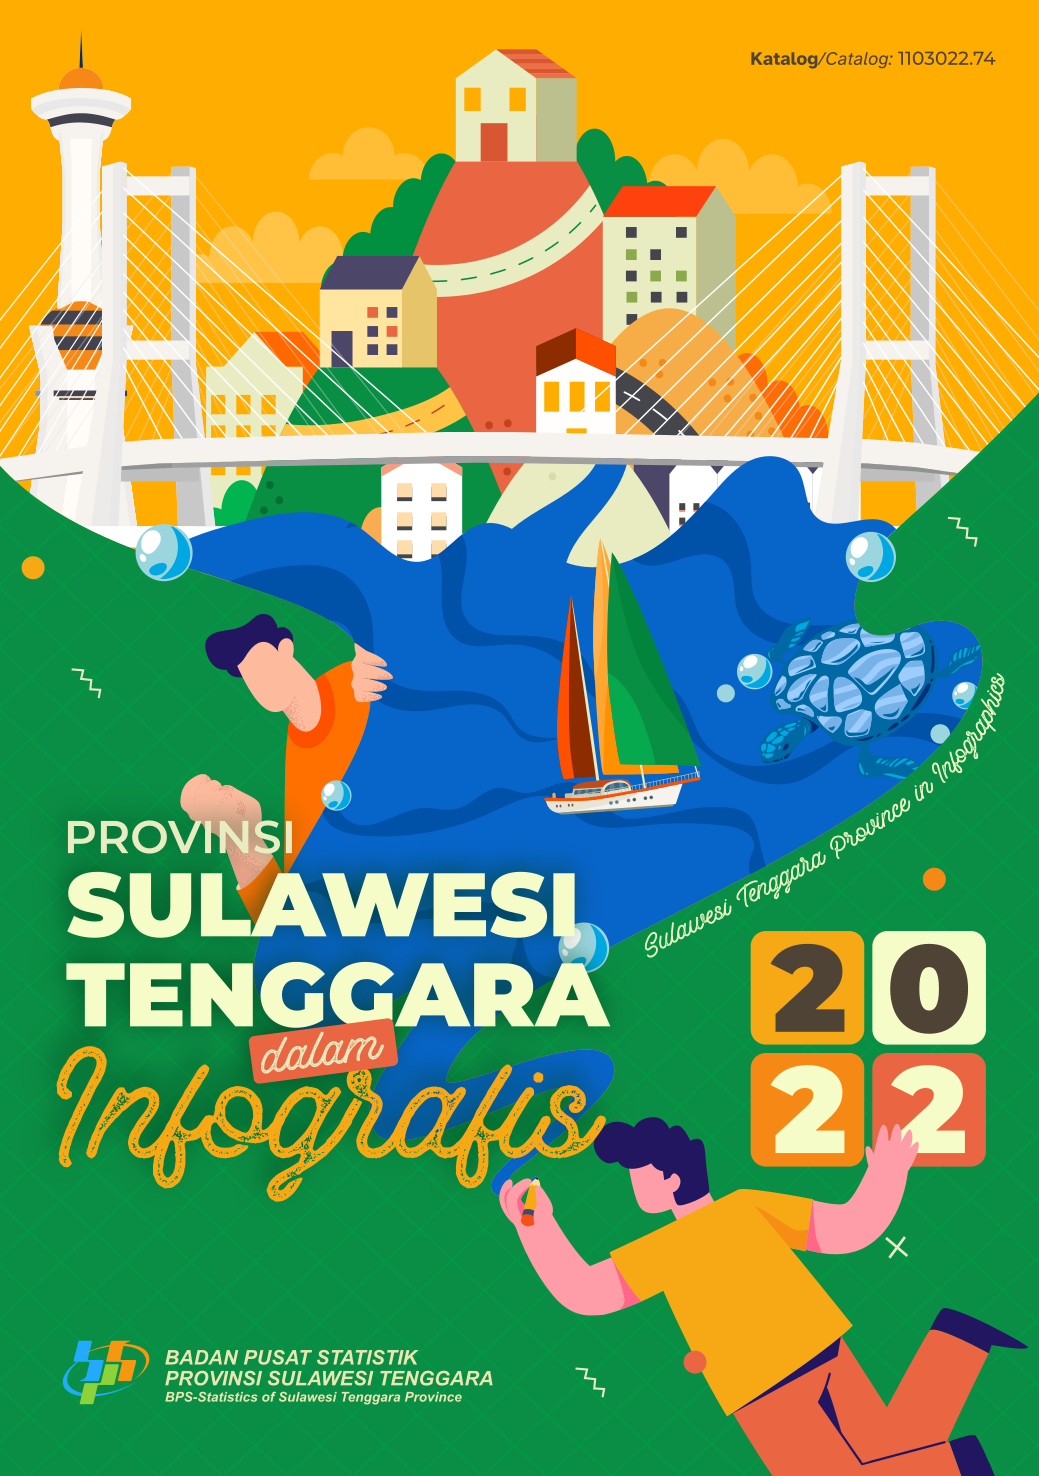 Katalog/Catalog: 1103022.74
PROVINSI
SULAWESI
TENGGARA
dalam
Infografis
Sulawesi Tenggara Province in Infographics
20
22
BADAN PUSAT STATISTIK
PROVINSI SULAWESI TENGGARA
BPS-Statistics of Sulawesi Tenggara Province